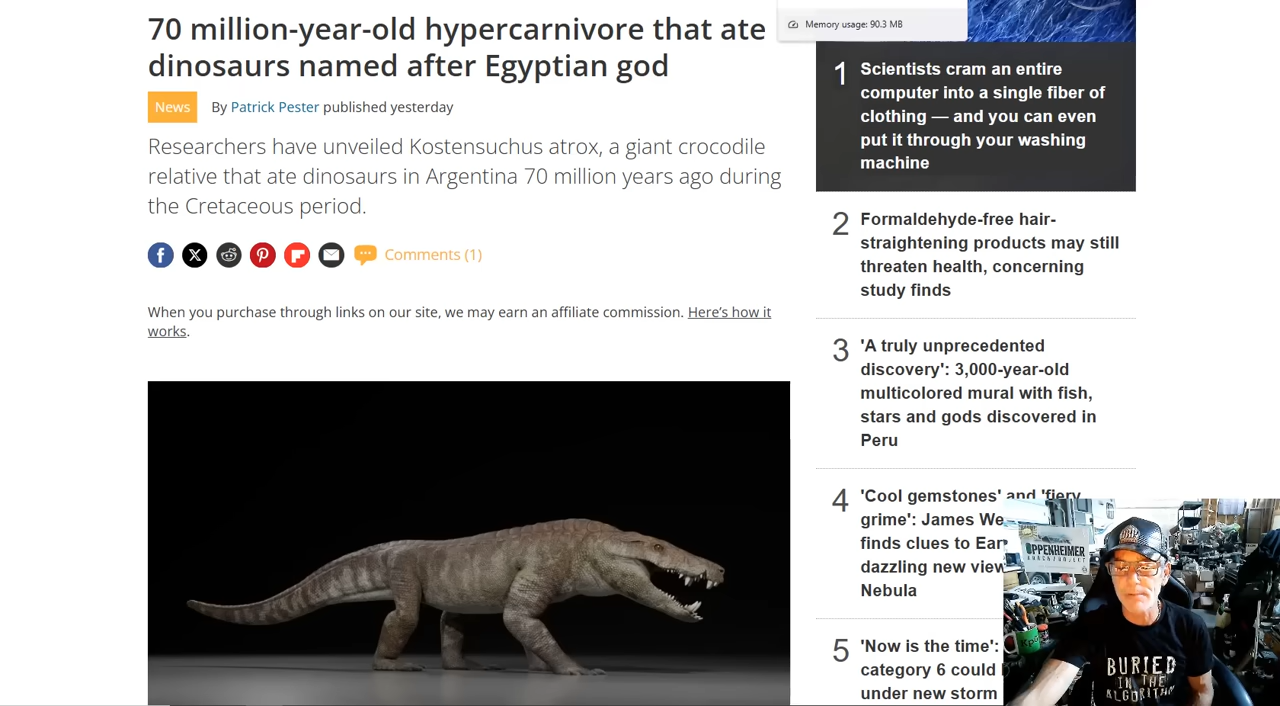 70 million-year-old hypercarnivore that ate
dinosaurs named after Egyptian god
News
By Patrick Pester published yesterday
Researchers have unveiled Kostensuchus atrox, a giant crocodile
relative that ate dinosaurs in Argentina 70 million years ago during
the Cretaceous period.
Comments (1)
When you purchase through links on our site, we may earn an affiliate commission. Here's how it
works.
Memory usage: 90.3 MB
1
Scientists cram an entire
computer into a single fiber of
clothing — and you can even
put it through your washing
machine
2
Formaldehyde-free hair-
straightening products may still
threaten health, concerning
study finds
3
'A truly unprecedented
discovery': 3,000-year-old
multicolored mural with fish,
stars and gods discovered in
Peru
4
'Cool gemstones' and 'fiery
grime': James We
finds clues to Ear
dazzling new view
Nebula
5
'Now is the time':
category 6 could
under new storm
OPPENHEIMER
RANCH PROJECT
BURIED
IN THE
ALGORITHM